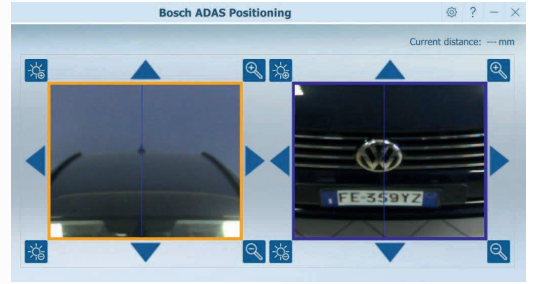 Bosch ADAS Positioning
?
Current distance: --- mm
FE-359YZ